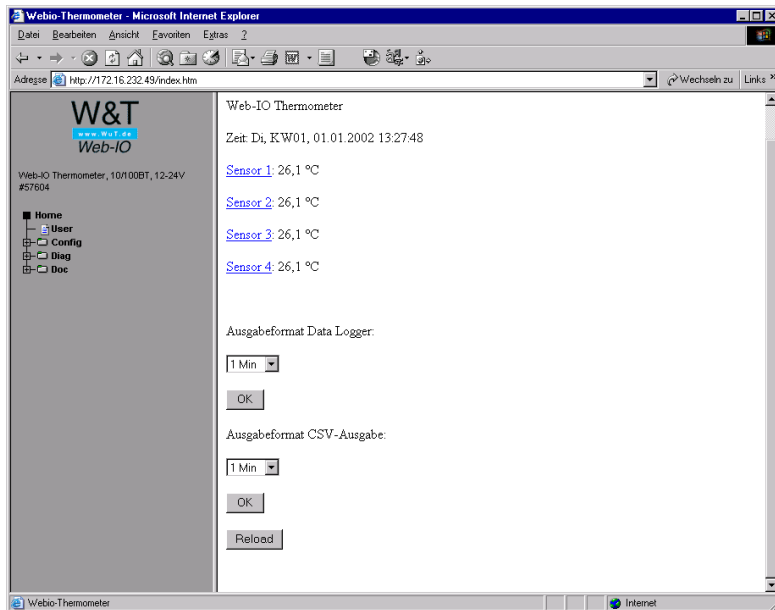 Webio-Thermometer - Microsoft Internet Explorer
Datei Bearbeiten Ansicht Favoriten Extras ?
Adresse http://172.16.232.49/index.htm Wechseln zu Links »
W&T
www.WuT.de
Web-IO
Web-IO Thermometer, 10/100BT, 12-24V
#57604
Home
User
Config
Diag
Doc
Web-IO Thermometer
Zeit: Di, KW01, 01.01.2002 13:27:48
Sensor 1: 26,1 °C
Sensor 2: 26,1 °C
Sensor 3: 26,1 °C
Sensor 4: 26,1 °C
Ausgabeformat Data Logger:
1 Min
OK
Ausgabeformat CSV-Ausgabe:
1 Min
OK
Reload
Webio-Thermometer Internet